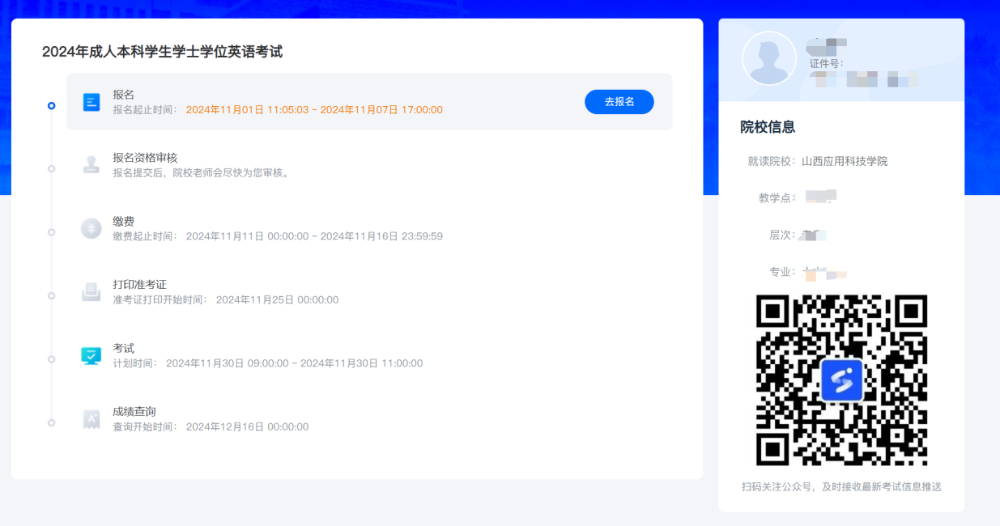 2024年成人本科学生学士学位英语考试
报名
报名起止时间： 2024年11月01日 11:05:03 ~ 2024年11月07日 17:00:00
去报名
报名资格审核
报名提交后，院校老师会尽快为您审核。
缴费
缴费起止时间： 2024年11月11日 00:00:00 ~ 2024年11月16日 23:59:59
打印准考证
准考证打印开始时间： 2024年11月25日 00:00:00
考试
计划时间： 2024年11月30日 09:00:00 ~ 2024年11月30日 11:00:00
成绩查询
查询开始时间： 2024年12月16日 00:00:00
证件号：
院校信息
就读院校：山西应用科技学院
教学点：
层次：
专业：
扫码关注公众号，及时接收最新考试信息推送